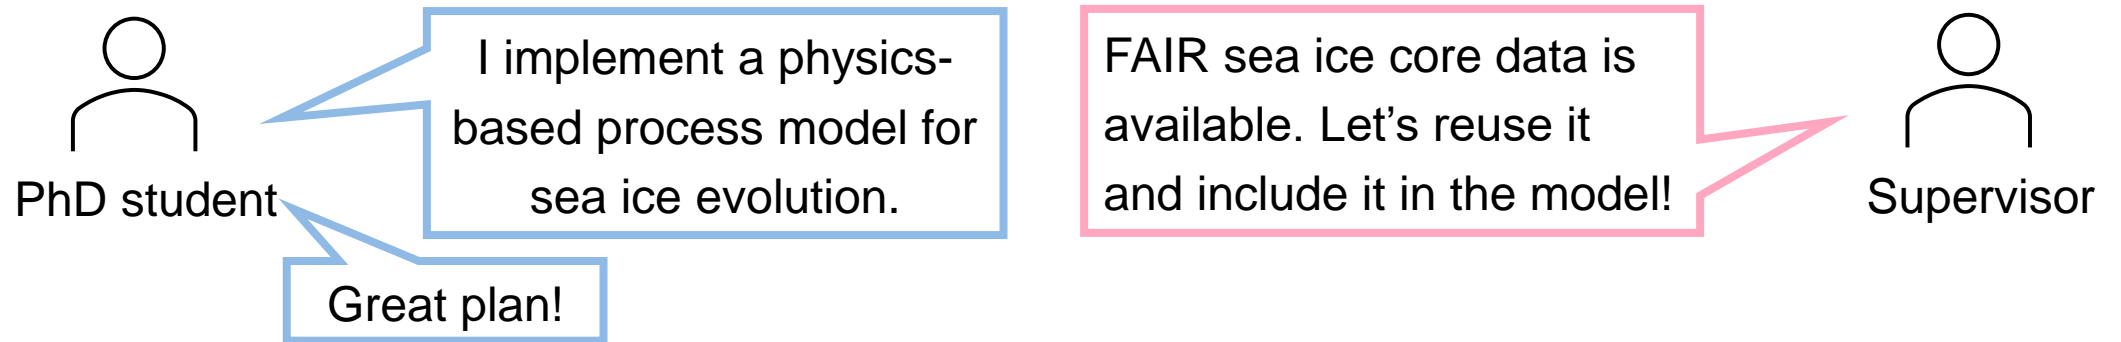 I implement a physics-
based process model for
sea ice evolution.
PhD student
FAIR sea ice core data is
available. Let’s reuse it
and include it in the model!
Supervisor
Great plan!